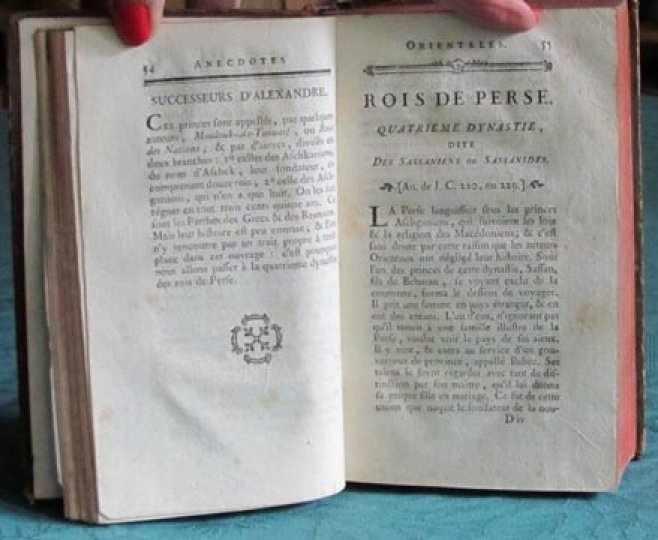 54 ANECDOTES
SUCCESSEURS D'ALEXANDRE.
CES princes sont appellés, par quelques
auteurs, ou Rois
des Nations; & par d'autres, divisés en
deux branches: 1º celles des Aschkaniens,
du nom d'Aschek, leur fondateur, &
comprenant douze rois; 2º celle des Asch-
ganiens, qui n'en a que huit. On les fait
régner en tout trois cents quinze ans. Ce
sont les Parthes des Grecs & des Romains.
Mais leur histoire est peu connue; & l'on
n'y rencontre pas un trait propre à trouver
place dans cet ouvrage: c'est pourquoi
nous allons passer à la quatrieme dynastie
des rois de Perse.
ORIENTALES. 55
ROIS DE PERSE.
QUATRIEME DYNASTIE,
DITE
DES SASSANIENS ou SASSANIDES.
[An. de J. C. 220, ou 229.]
LA Perse languissoit sous les princes
Aschganiens, qui suivoient les loix
& la religion des Macédoniens; & c'est
sans doute par cette raison que les auteurs
Orientaux ont négligé leur histoire. Sous
l'un des princes de cette dynastie, Sassan,
fils de Behman, se voyant exclu de la
couronne, forma le dessein de voyager.
Il prit une femme en pays étranger, & en
eut des enfans. L'un d'eux, n'ignorant pas
qu'il tenoit à une famille illustre de la
Perse, voulut voir le pays de ses aïeux.
Il y vint, & entra au service d'un gou-
verneur de province, appellé Babec. Ses
talens le firent regarder avec tant de dis-
tinction par son maître, qu'il lui donna
sa propre fille en mariage. Ce fut de cette
union que naquit le fondateur de la nou-
D iv